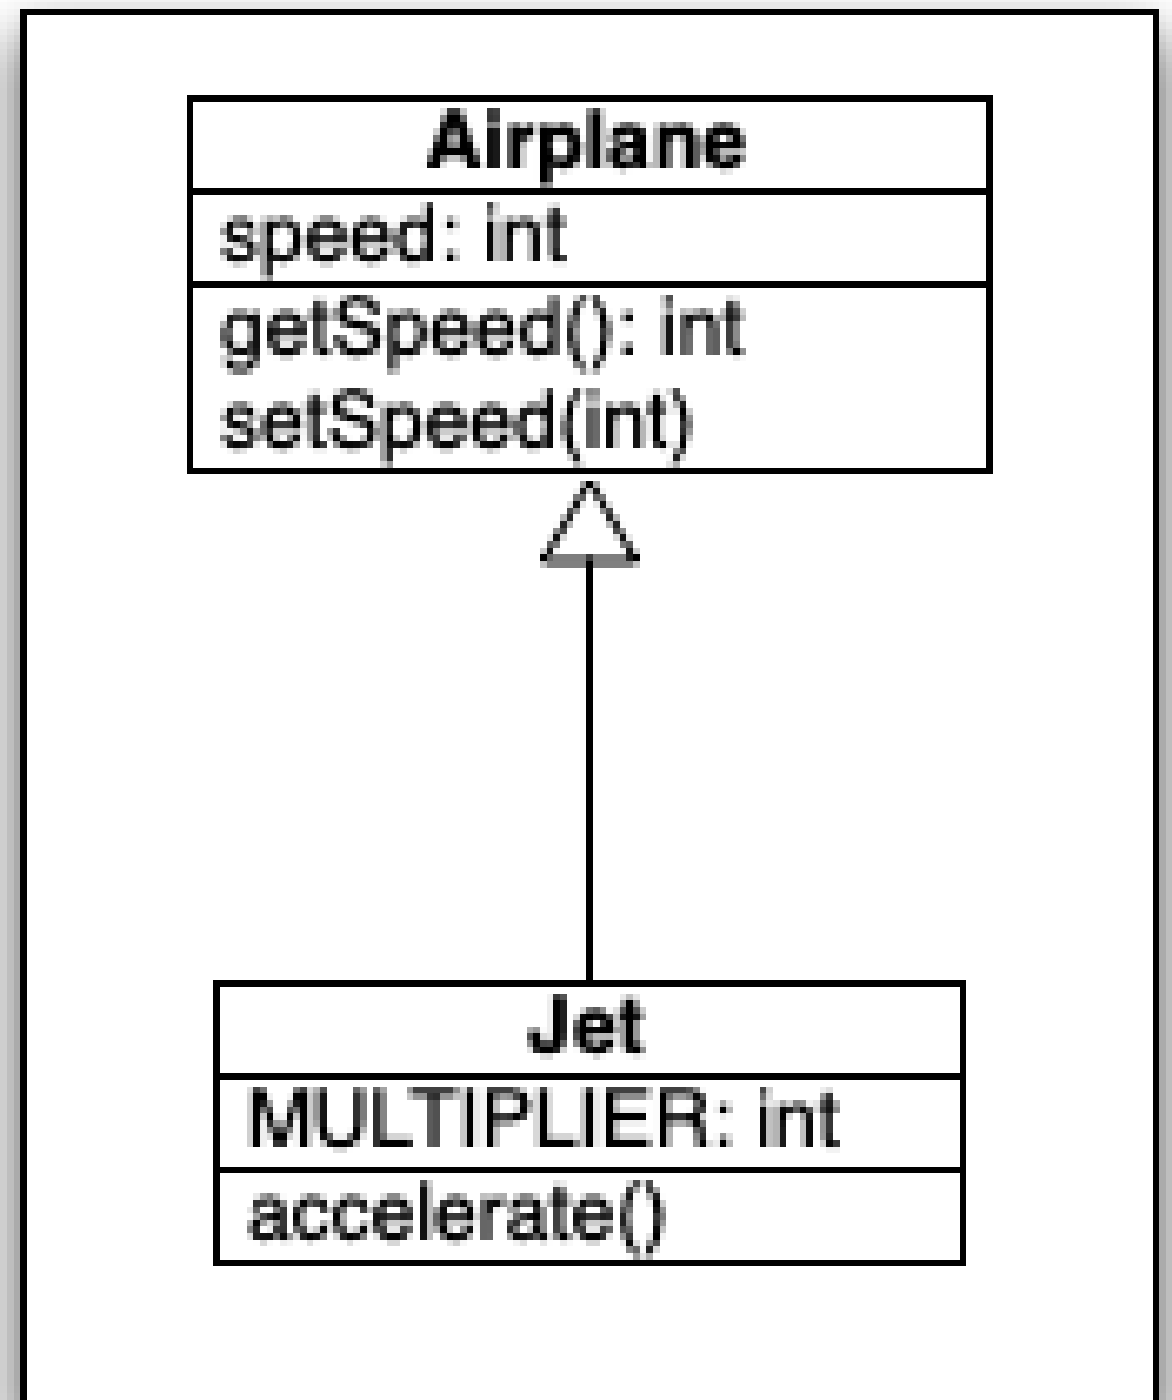 Airplane
speed: int
getSpeed(): int
setSpeed(int)
Jet
MULTIPLIER: int
accelerate()